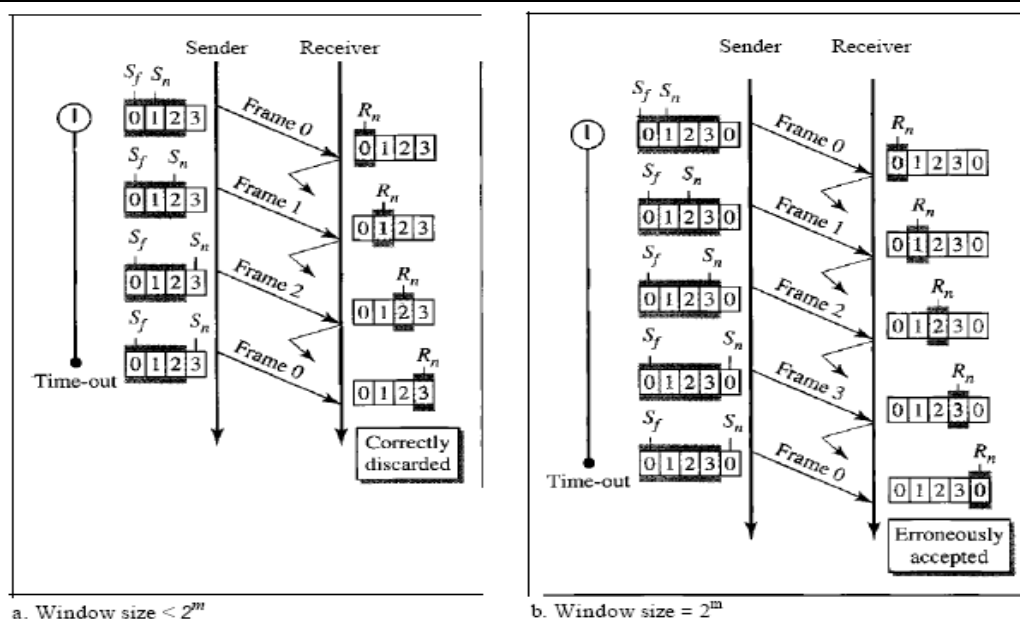 Sender Receiver
S_f S_n
0 1 2 3
Frame 0
R_n
0 1 2 3
S_f S_n
0 1 2 3
Frame 1
R_n
0 1 2 3
S_f S_n
0 1 2 3
Frame 2
R_n
0 1 2 3
S_f S_n
0 1 2 3
Frame 0
R_n
0 1 2 3
Time-out
Correctly
discarded
a. Window size < 2^m
Sender Receiver
S_f S_n
0 1 2 3 0
Frame 0
R_n
0 1 2 3 0
S_f S_n
0 1 2 3 0
Frame 1
R_n
0 1 2 3 0
S_f S_n
0 1 2 3 0
Frame 2
R_n
0 1 2 3 0
S_f S_n
0 1 2 3 0
Frame 3
R_n
0 1 2 3 0
S_f S_n
0 1 2 3 0
Frame 0
R_n
0 1 2 3 0
Time-out
Erroneously
accepted
b. Window size = 2^m